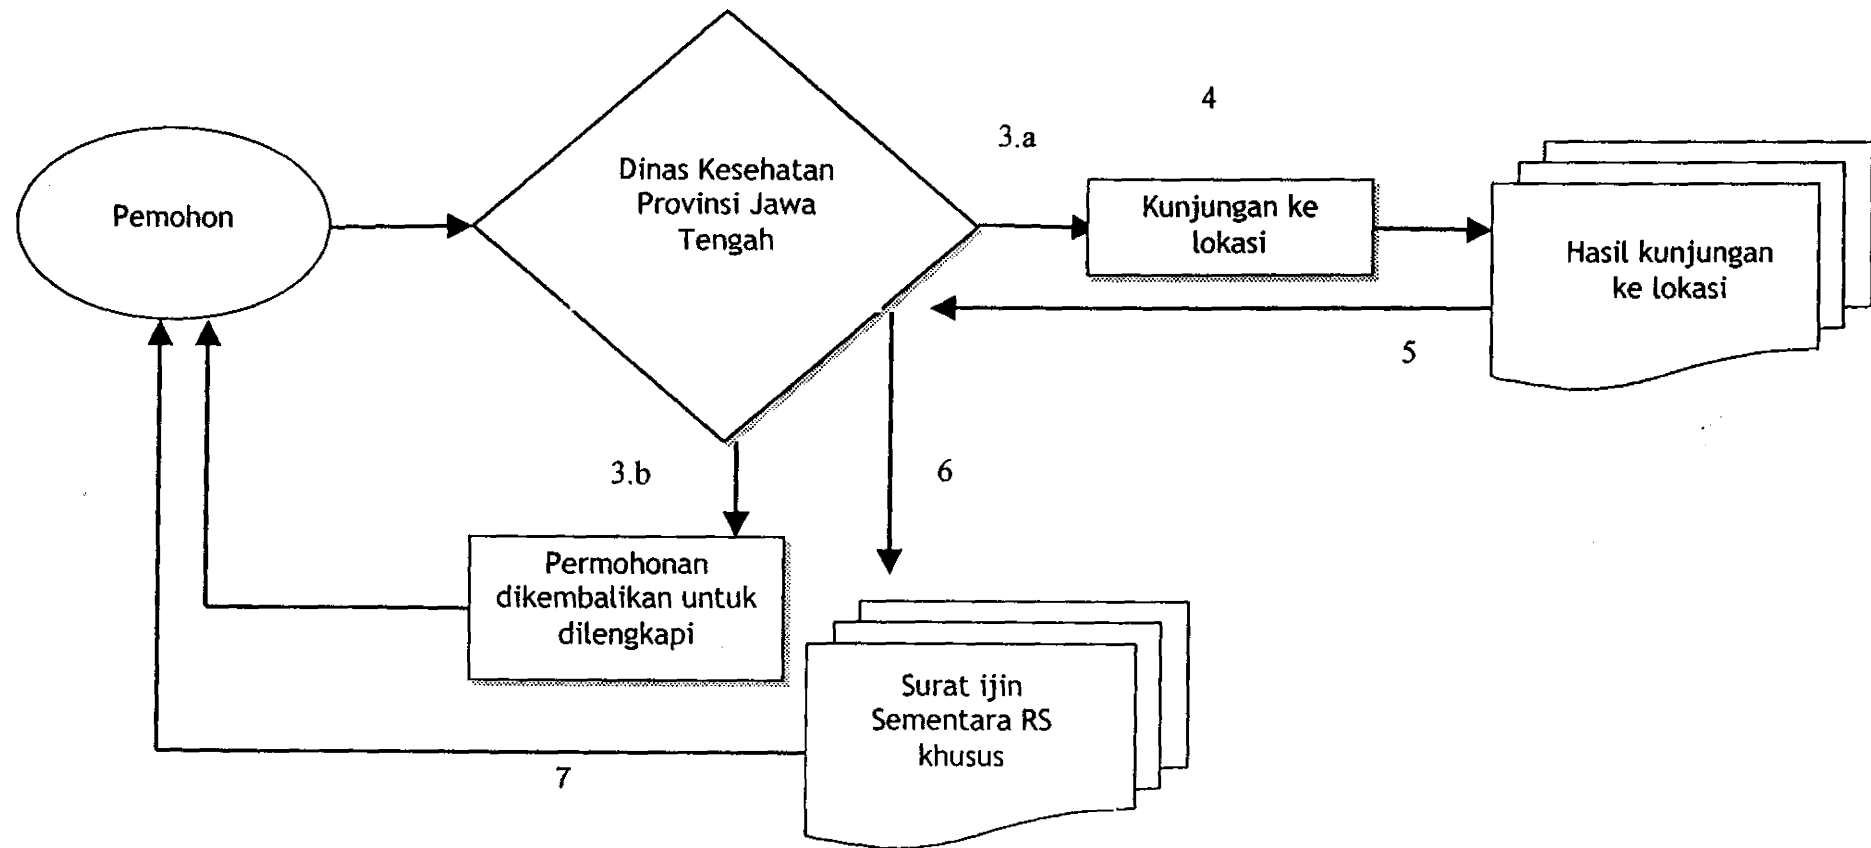 Pemohon
Dinas Kesehatan
Provinsi Jawa
Tengah
3.a
4
Kunjungan ke
lokasi
Hasil kunjungan
ke lokasi
5
3.b
6
Permohonan
dikembalikan untuk
dilengkapi
Surat ijin
Sementara RS
khusus
7